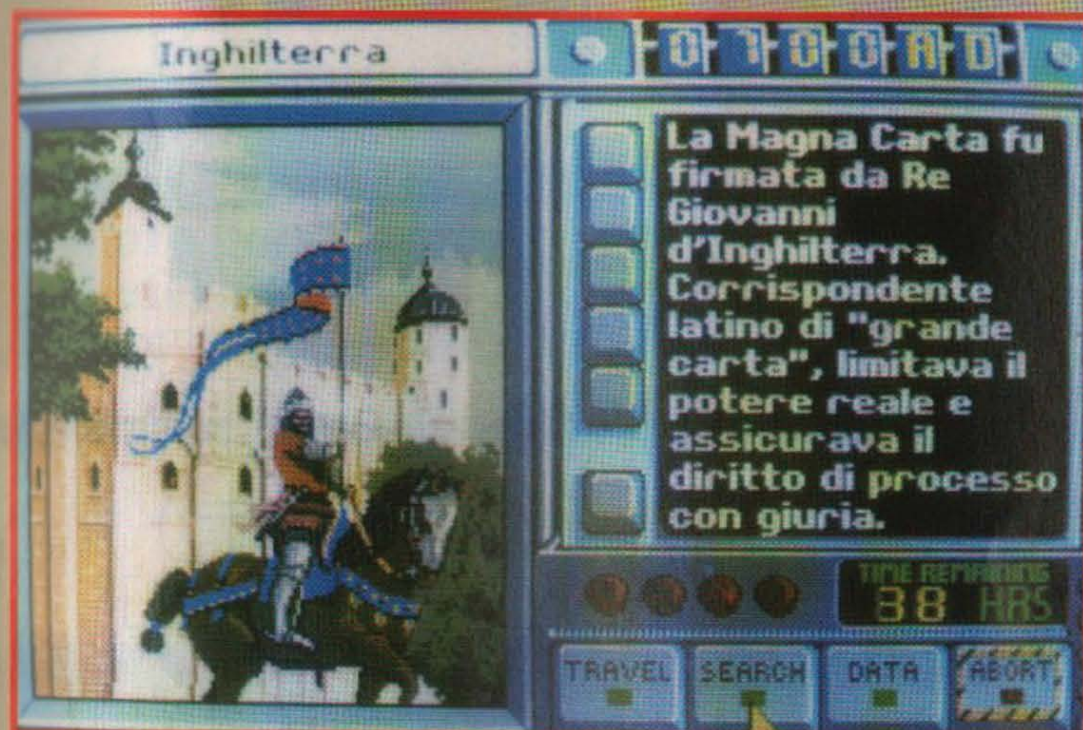 Inghilterra
0700AD
La Magna Carta fu
firmata da Re
Giovanni
d'Inghilterra.
Corrispondente
latino di "grande
carta", limitava il
potere reale e
assicurava il
diritto di processo
con giuria.
TIME REMAINING
38 HRS
TRAVEL
SEARCH
DATA
ABORT